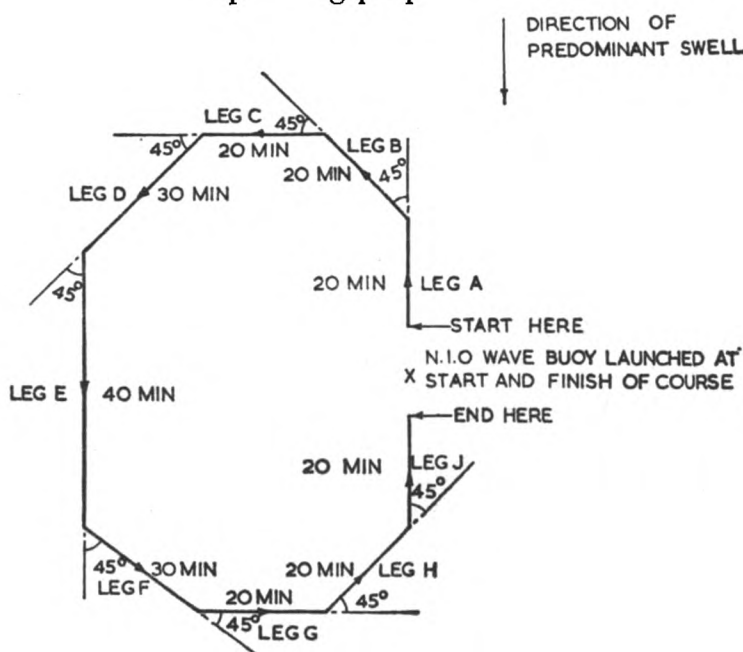 DIRECTION OF
PREDOMINANT SWELL
LEG C
45°
LEG B
45°
20 MIN
45°
20 MIN
LEG D
30 MIN
45°
20 MIN
LEG A
START HERE
N.I.O WAVE BUOY LAUNCHED AT
X START AND FINISH OF COURSE
LEG E
40 MIN
END HERE
20 MIN
LEG J
45°
45°
30 MIN
20 MIN
LEG H
LEG F
20 MIN
45°
45°
LEG G